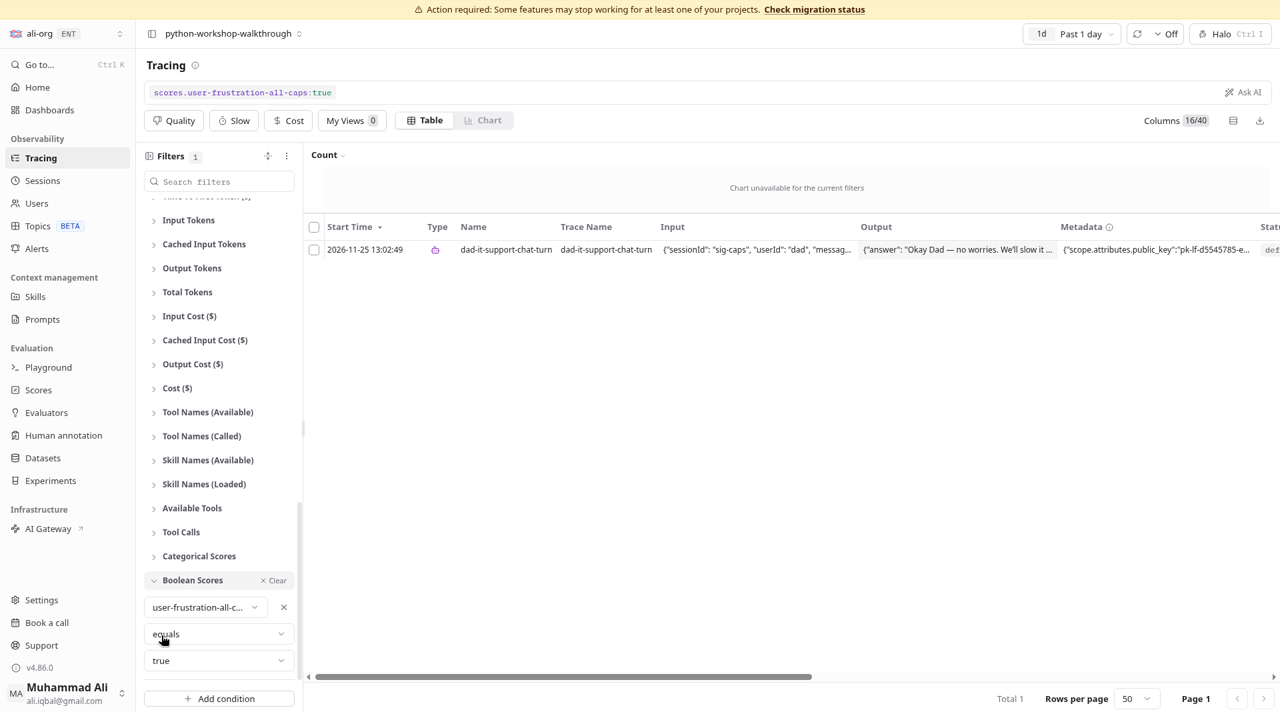 Action required: Some features may stop working for at least one of your projects. Check migration status
ali-org ENT
python-workshop-walkthrough
1d Past 1 day
Off
Halo Ctrl I
Go to... Ctrl K
Home
Dashboards
Observability
Tracing
Sessions
Users
Topics BETA
Alerts
Context management
Skills
Prompts
Evaluation
Playground
Scores
Evaluators
Human annotation
Datasets
Experiments
Infrastructure
AI Gateway
Settings
Book a call
Support
v4.86.0
MA Muhammad Ali
ali.iqbal@gmail.com
Tracing
scores.user-frustration-all-caps:true
Ask AI
Quality Slow Cost My Views 0 Table Chart
Columns 16/40
Filters 1
Search filters
Input Tokens
Cached Input Tokens
Output Tokens
Total Tokens
Input Cost ($)
Cached Input Cost ($)
Output Cost ($)
Cost ($)
Tool Names (Available)
Tool Names (Called)
Skill Names (Available)
Skill Names (Loaded)
Available Tools
Tool Calls
Categorical Scores
Boolean Scores Clear
user-frustration-all-c...
equals
true
Add condition
Count
Chart unavailable for the current filters
Start Time Type Name Trace Name Input Output Metadata Statu
2026-11-25 13:02:49 dad-it-support-chat-turn dad-it-support-chat-turn {"sessionId": "sig-caps", "userId": "dad", "messag... {"answer": "Okay Dad — no worries. We'll slow it ... {"scope.attributes.public_key":"pk-lf-d5545785-e... def
Total 1 Rows per page 50 Page 1